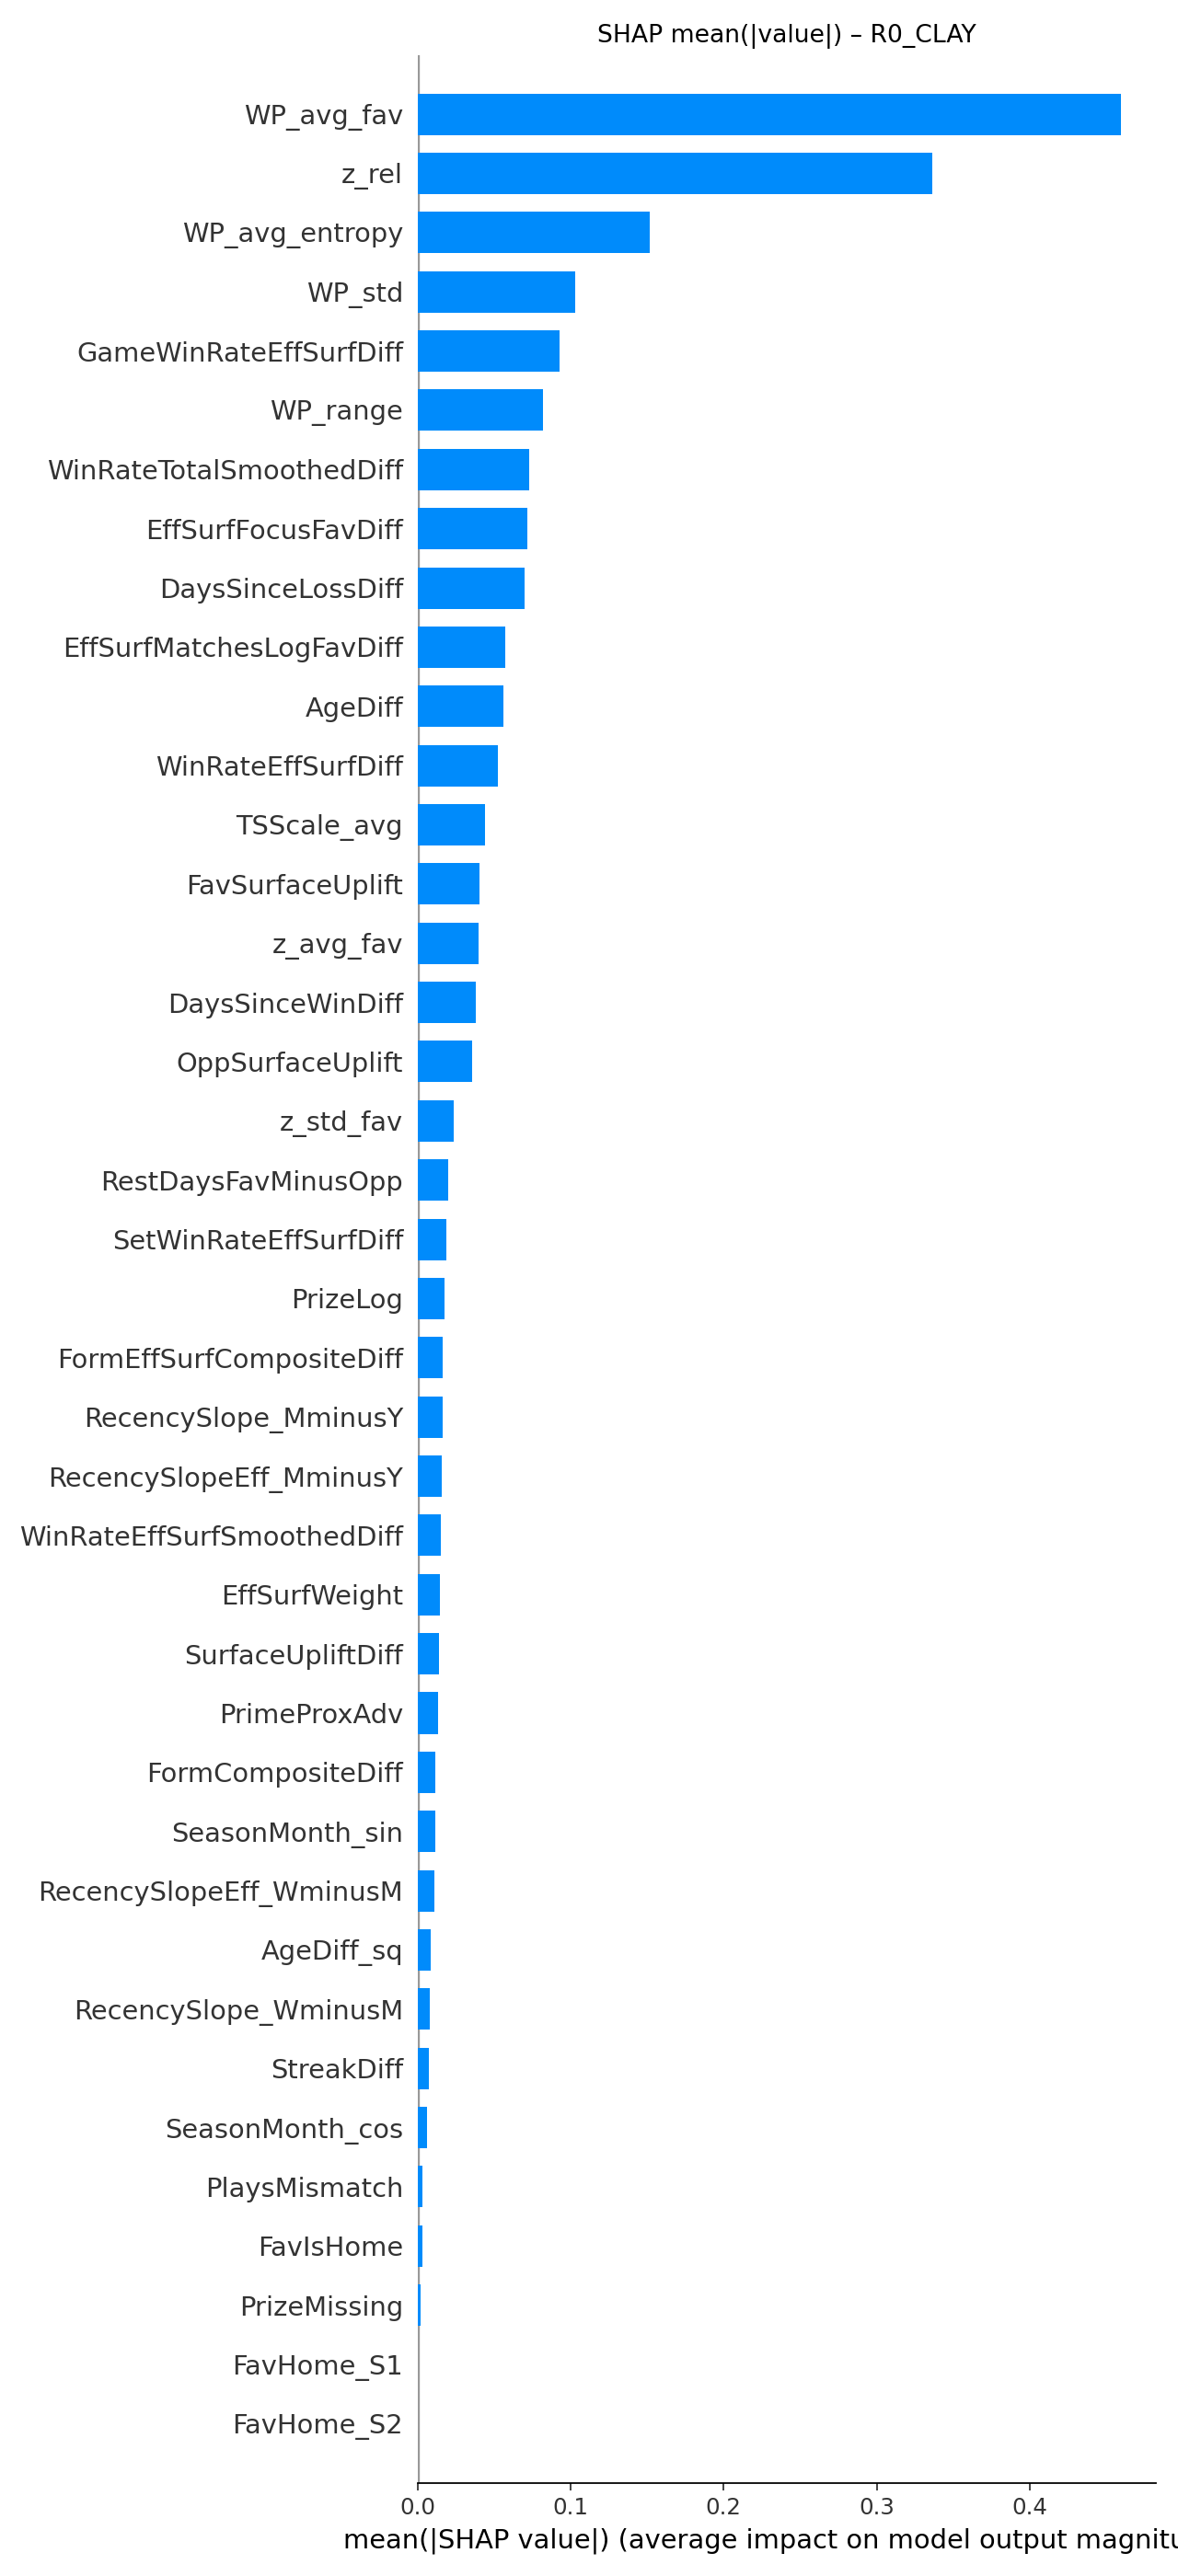 SHAP mean(|value|) – R0_CLAY
WP_avg_fav
z_rel
WP_avg_entropy
WP_std
GameWinRateEffSurfDiff
WP_range
WinRateTotalSmoothedDiff
EffSurfFocusFavDiff
DaysSinceLossDiff
EffSurfMatchesLogFavDiff
AgeDiff
WinRateEffSurfDiff
TSScale_avg
FavSurfaceUplift
z_avg_fav
DaysSinceWinDiff
OppSurfaceUplift
z_std_fav
RestDaysFavMinusOpp
SetWinRateEffSurfDiff
PrizeLog
FormEffSurfCompositeDiff
RecencySlope_MminusY
RecencySlopeEff_MminusY
WinRateEffSurfSmoothedDiff
EffSurfWeight
SurfaceUpliftDiff
PrimeProxAdv
FormCompositeDiff
SeasonMonth_sin
RecencySlopeEff_WminusM
AgeDiff_sq
RecencySlope_WminusM
StreakDiff
SeasonMonth_cos
PlaysMismatch
FavIsHome
PrizeMissing
FavHome_S1
FavHome_S2
0.0 0.1 0.2 0.3 0.4
mean(|SHAP value|) (average impact on model output magnitu